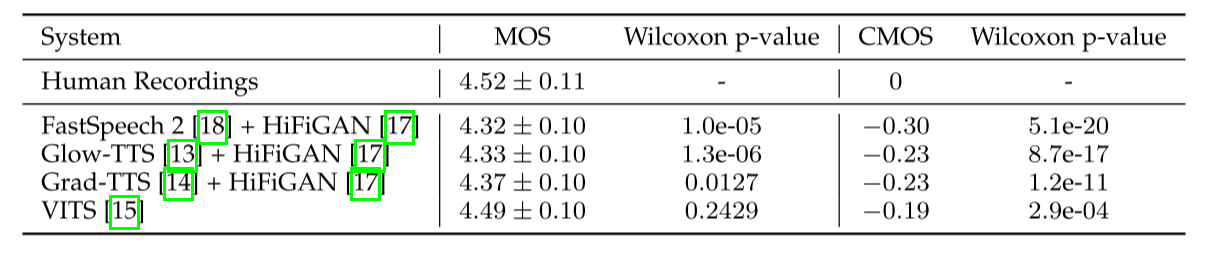 System MOS Wilcoxon p-value CMOS Wilcoxon p-value
Human Recordings 4.52 ± 0.11 - 0 -
FastSpeech 2 [18] + HiFiGAN [17] 4.32 ± 0.10 1.0e-05 −0.30 5.1e-20
Glow-TTS [13] + HiFiGAN [17] 4.33 ± 0.10 1.3e-06 −0.23 8.7e-17
Grad-TTS [14] + HiFiGAN [17] 4.37 ± 0.10 0.0127 −0.23 1.2e-11
VITS [15] 4.49 ± 0.10 0.2429 −0.19 2.9e-04